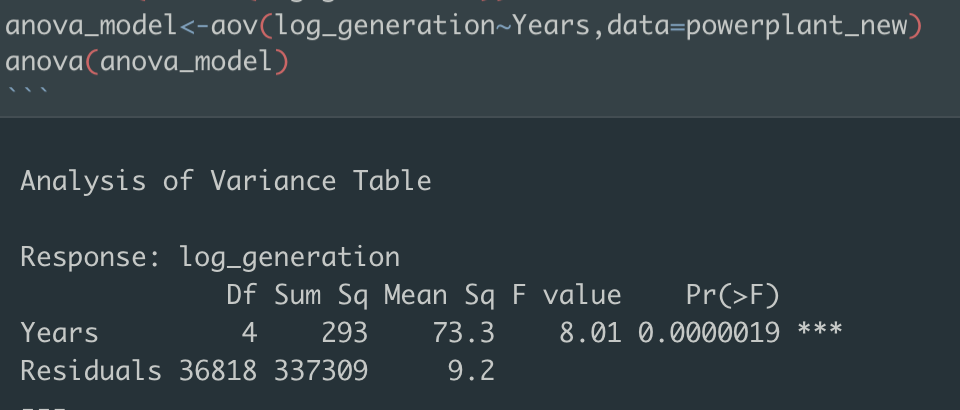 anova_model<-aov(log_generation~Years,data=powerplant_new)
anova(anova_model)
```
Analysis of Variance Table
Response: log_generation
Df Sum Sq Mean Sq F value Pr(>F)
Years 4 293 73.3 8.01 0.0000019 ***
Residuals 36818 337309 9.2
---